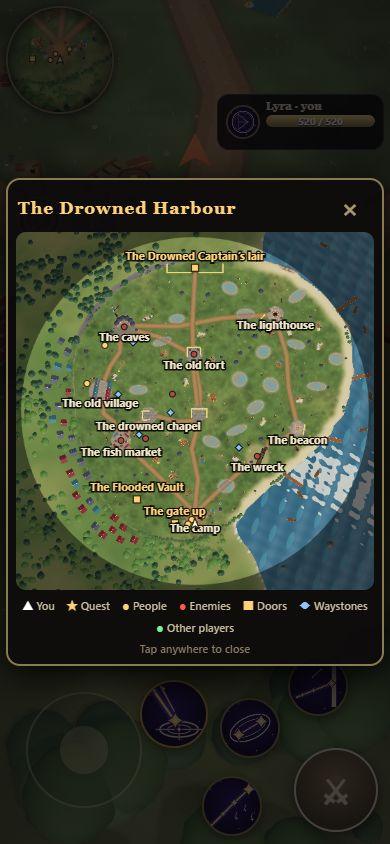 Lyra - you
520 / 520
The Drowned Harbour
×
The Drowned Captain's lair
The lighthouse
The caves
The old fort
The old village
The drowned chapel
The beacon
The fish market
The wreck
The Flooded Vault
The gate up
The camp
You Quest People Enemies Doors Waystones
Other players
Tap anywhere to close